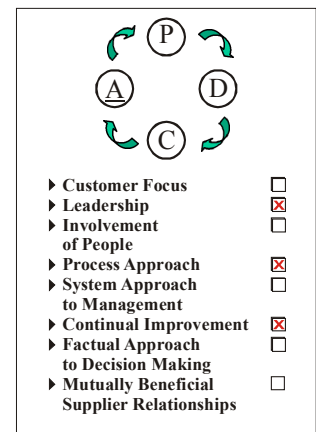 P
A D
C
Customer Focus
Leadership
Involvement
of People
Process Approach
System Approach
to Management
Continual Improvement
Factual Approach
to Decision Making
Mutually Beneficial
Supplier Relationships